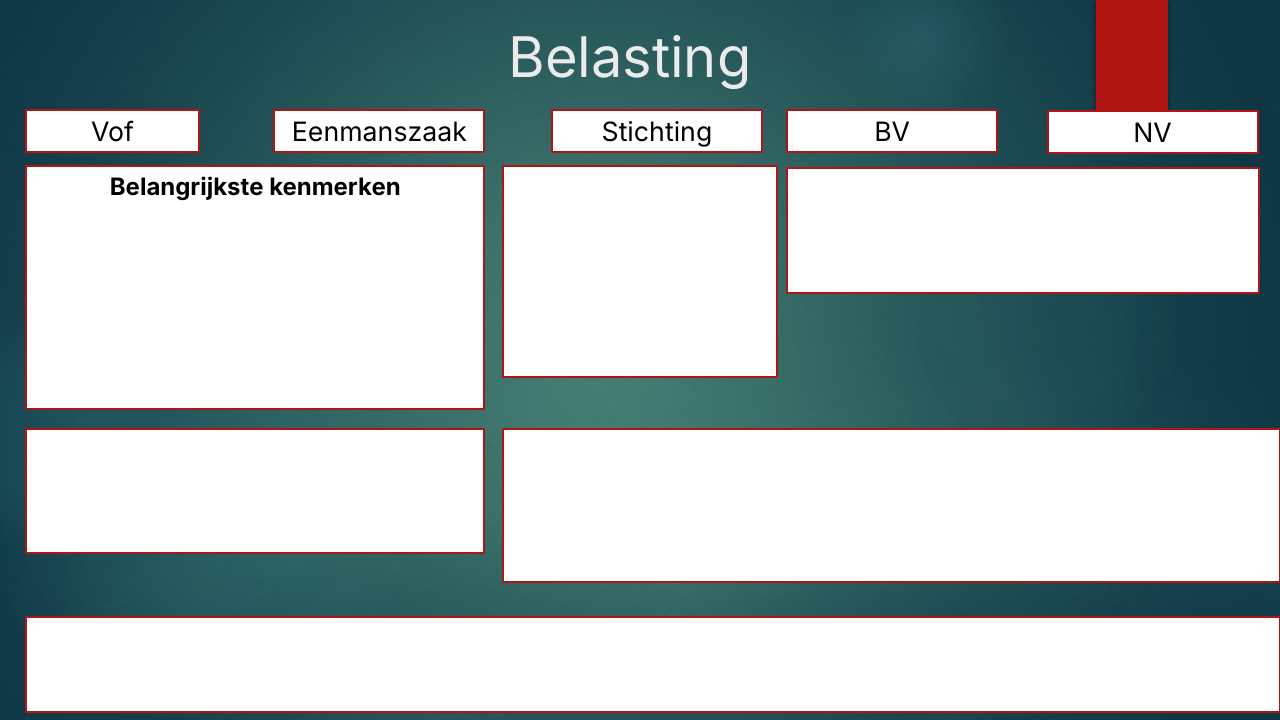 Belasting
Vof
Eenmanszaak
Stichting
BV
NV
Belangrijkste kenmerken